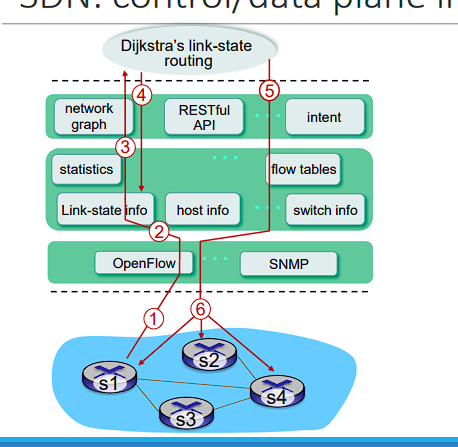 SDN: control/data plane
Dijkstra's link-state
routing
4
5
network
graph
RESTful
API
intent
3
statistics
flow tables
Link-state info
host info
switch info
2
OpenFlow
SNMP
1
6
s1
s2
s3
s4